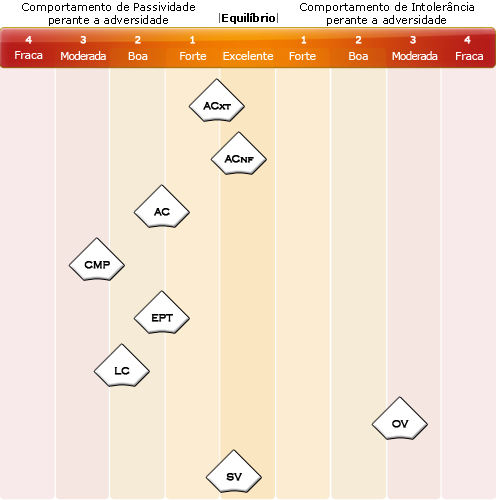 Comportamento de Passividade
perante a adversidade
|Equilíbrio|
Comportamento de Intolerância
perante a adversidade
4 3 2 1 1 2 3 4
Fraca Moderada Boa Forte Excelente Forte Boa Moderada Fraca
ACXT
ACNF
AC
CMP
EPT
LC
OV
SV